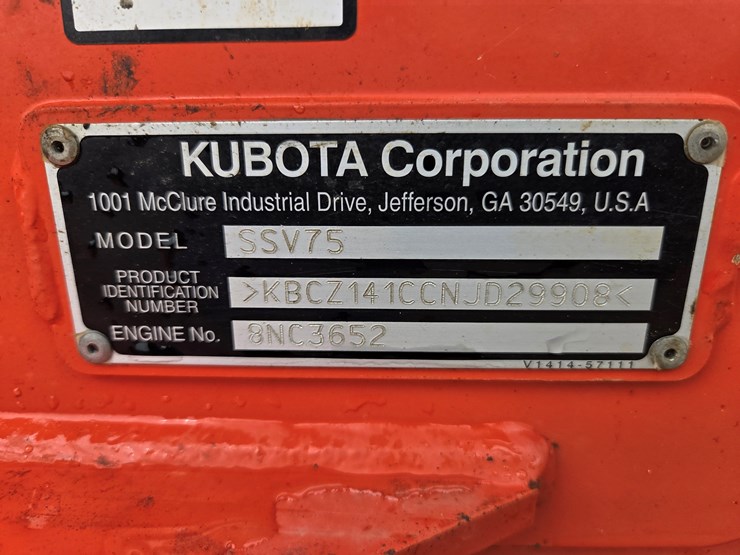 KUBOTA Corporation
1001 McClure Industrial Drive, Jefferson, GA 30549, U.S.A
MODEL SSV75
PRODUCT
IDENTIFICATION
NUMBER
>KBCZ141CCNJD29908<
ENGINE No. 8NC3652
V1414-57111